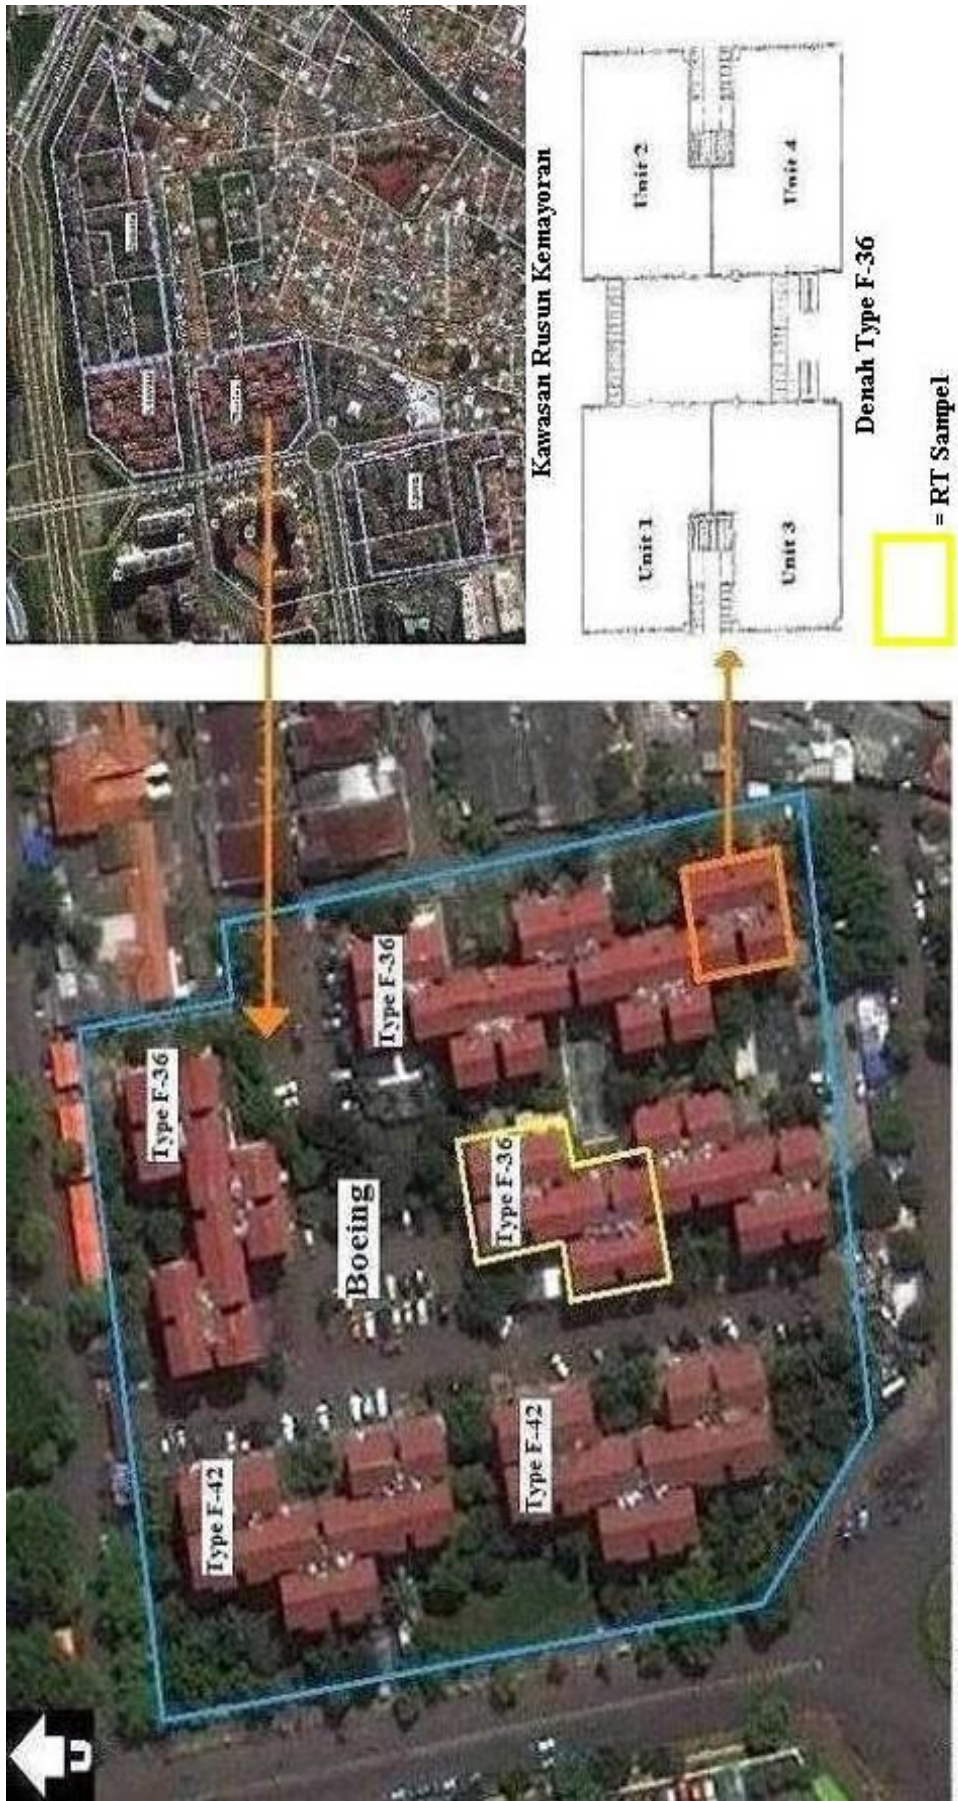 Type F-36
Type F-36
Type F-36
Boeing
Type F-42
Type F-42
U
Kawasan Rusun Kemayoran
Unit 1
Unit 2
Unit 3
Unit 4
Denah Type F-36
= RT Sampel